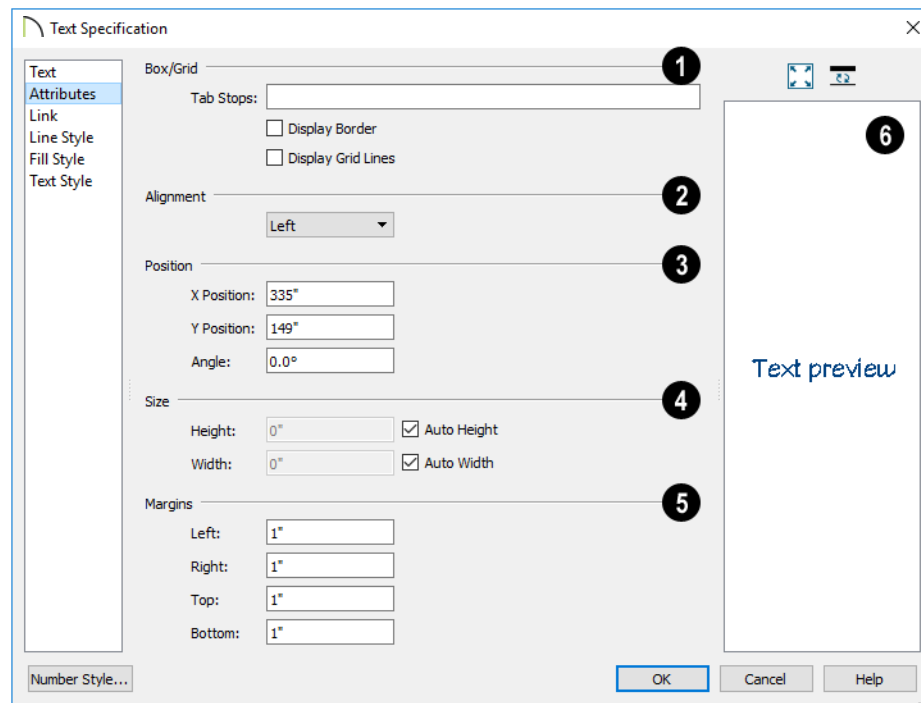 Text Specification
Text
Attributes
Link
Line Style
Fill Style
Text Style
Box/Grid 1
Tab Stops:
Display Border
Display Grid Lines
Alignment 2
Left
Position 3
X Position: 335"
Y Position: 149"
Angle: 0.0°
Size 4
Height: 0" Auto Height
Width: 0" Auto Width
Margins 5
Left: 1"
Right: 1"
Top: 1"
Bottom: 1"
6
Text preview
Number Style... OK Cancel Help